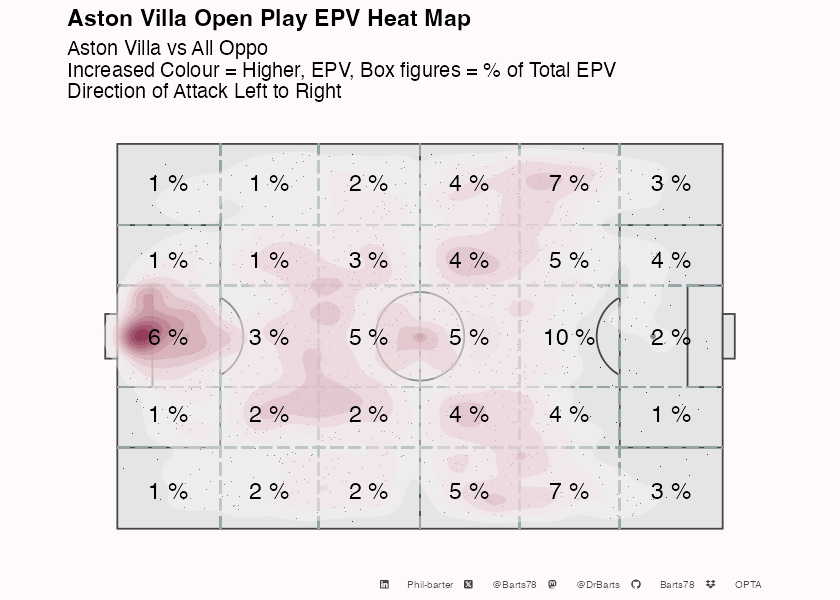 Aston Villa Open Play EPV Heat Map
Aston Villa vs All Oppo
Increased Colour = Higher, EPV, Box figures = % of Total EPV
Direction of Attack Left to Right
1 % 1 % 2 % 4 % 7 % 3 %
1 % 1 % 3 % 4 % 5 % 4 %
6 % 3 % 5 % 5 % 10 % 2 %
1 % 2 % 2 % 4 % 4 % 1 %
1 % 2 % 2 % 5 % 7 % 3 %
Phil-barter @Barts78 @DrBarts Barts78 OPTA